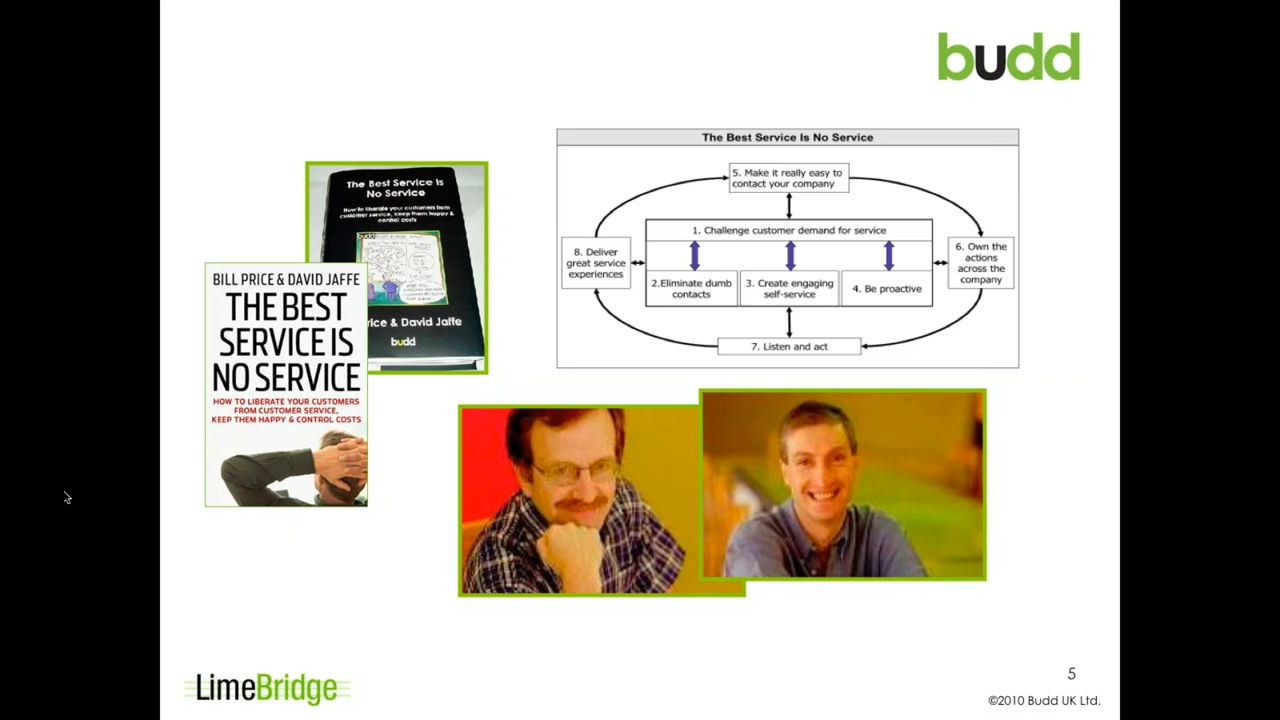 budd
The Best Service Is
No Service
How to liberate your customers from
customer service, keep them happy &
control costs
rice & David Jaffe
budd
BILL PRICE & DAVID JAFFE
THE BEST
SERVICE IS
NO SERVICE
HOW TO LIBERATE YOUR CUSTOMERS
FROM CUSTOMER SERVICE,
KEEP THEM HAPPY & CONTROL COSTS
The Best Service Is No Service
5. Make it really easy to
contact your company
1. Challenge customer demand for service
8. Deliver
great service
experiences
6. Own the
actions
across the
company
2.Eliminate dumb
contacts
3. Create engaging
self-service
4. Be proactive
7. Listen and act
LimeBridge
5
©2010 Budd UK Ltd.